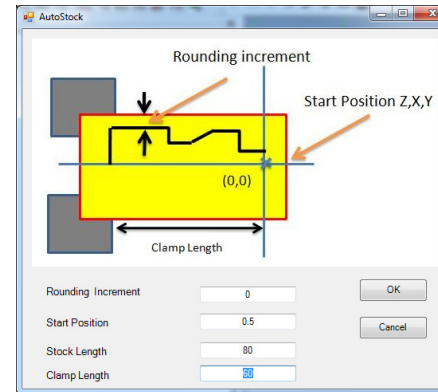 AutoStock
Rounding increment
Start Position Z,X,Y
(0,0)
Clamp Length
Rounding Increment 0 OK
Start Position 0.5 Cancel
Stock Length 80
Clamp Length 60